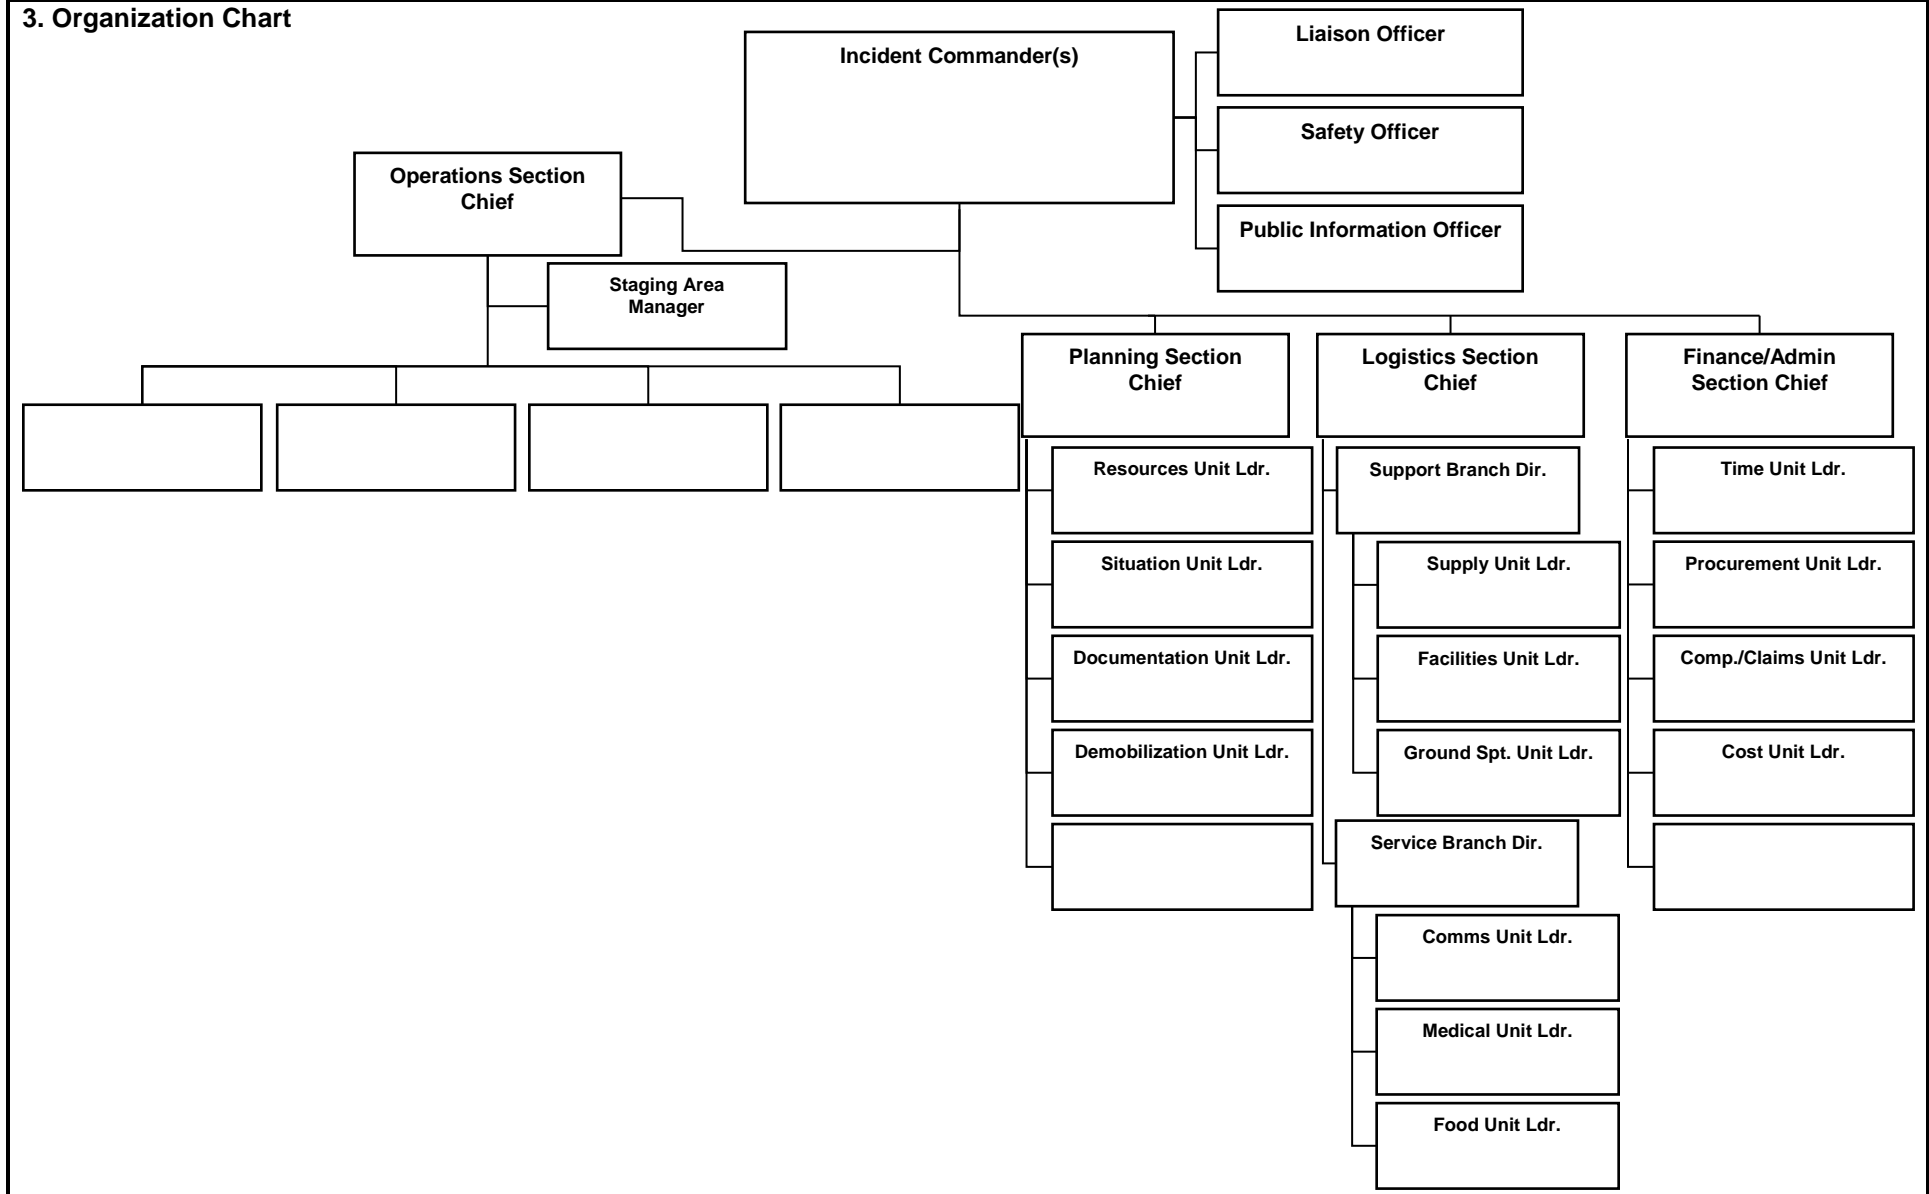 3. Organization Chart
Incident Commander(s)
Liaison Officer
Safety Officer
Public Information Officer
Operations Section
Chief
Staging Area
Manager
Planning Section
Chief
Logistics Section
Chief
Finance/Admin
Section Chief
Resources Unit Ldr.
Situation Unit Ldr.
Documentation Unit Ldr.
Demobilization Unit Ldr.
Support Branch Dir.
Supply Unit Ldr.
Facilities Unit Ldr.
Ground Spt. Unit Ldr.
Service Branch Dir.
Comms Unit Ldr.
Medical Unit Ldr.
Food Unit Ldr.
Time Unit Ldr.
Procurement Unit Ldr.
Comp./Claims Unit Ldr.
Cost Unit Ldr.